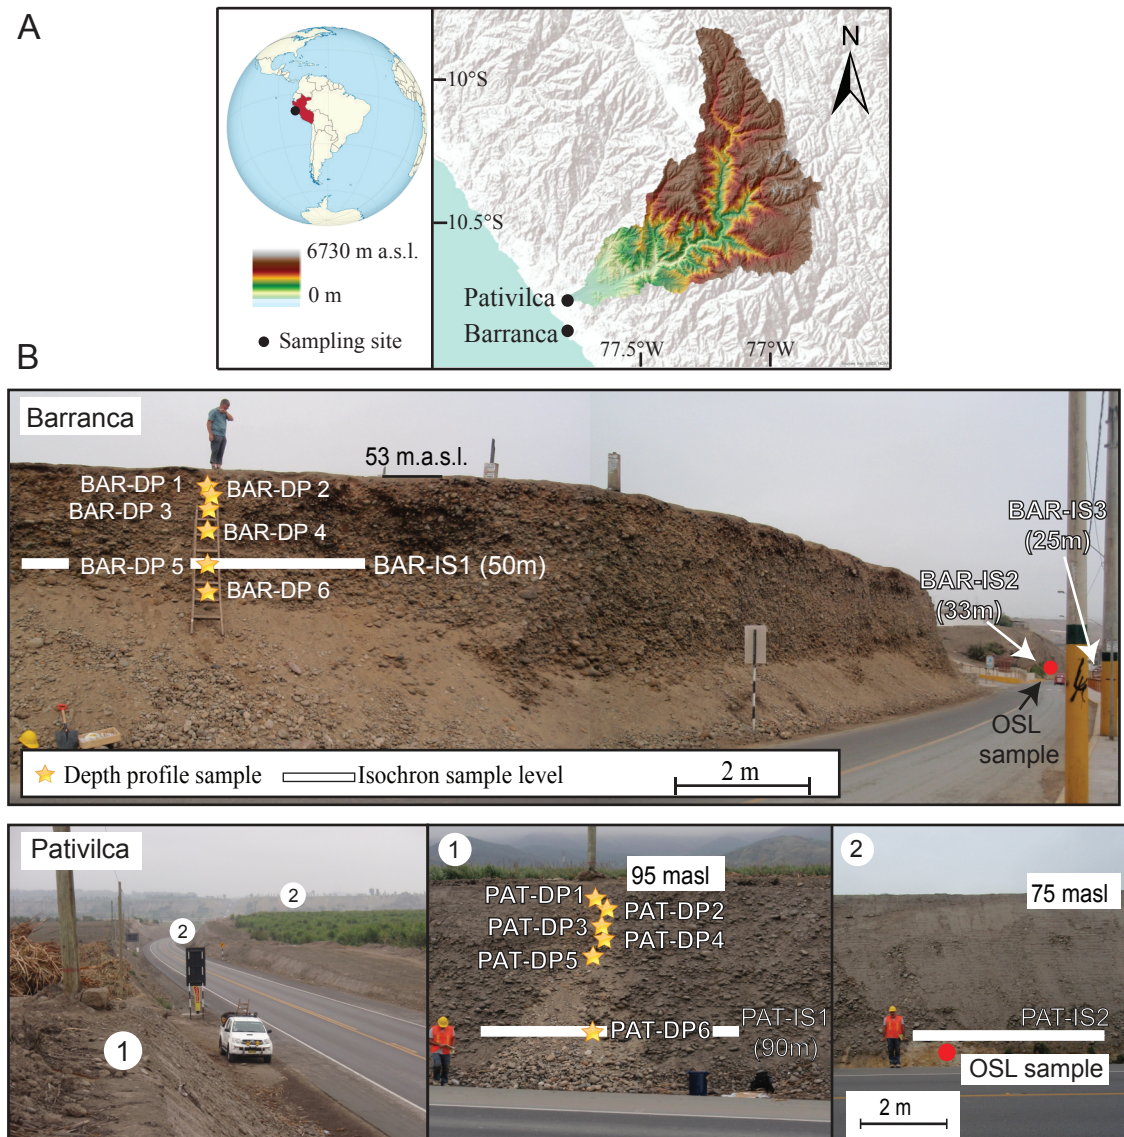 A
N
10°S
10.5°S
6730 m a.s.l.
0 m
Sampling site
Pativilca
Barranca
77.5°W
77°W
B
Barranca
53 m.a.s.l.
BAR-DP 1
BAR-DP 2
BAR-DP 3
BAR-DP 4
BAR-DP 5
BAR-IS1 (50m)
BAR-DP 6
BAR-IS3
(25m)
BAR-IS2
(33m)
OSL
sample
Depth profile sample
Isochron sample level
2 m
Pativilca
2
2
1
1
95 masl
PAT-DP1
PAT-DP2
PAT-DP3
PAT-DP4
PAT-DP5
PAT-DP6
PAT-IS1
(90m)
2
75 masl
PAT-IS2
OSL sample
2 m